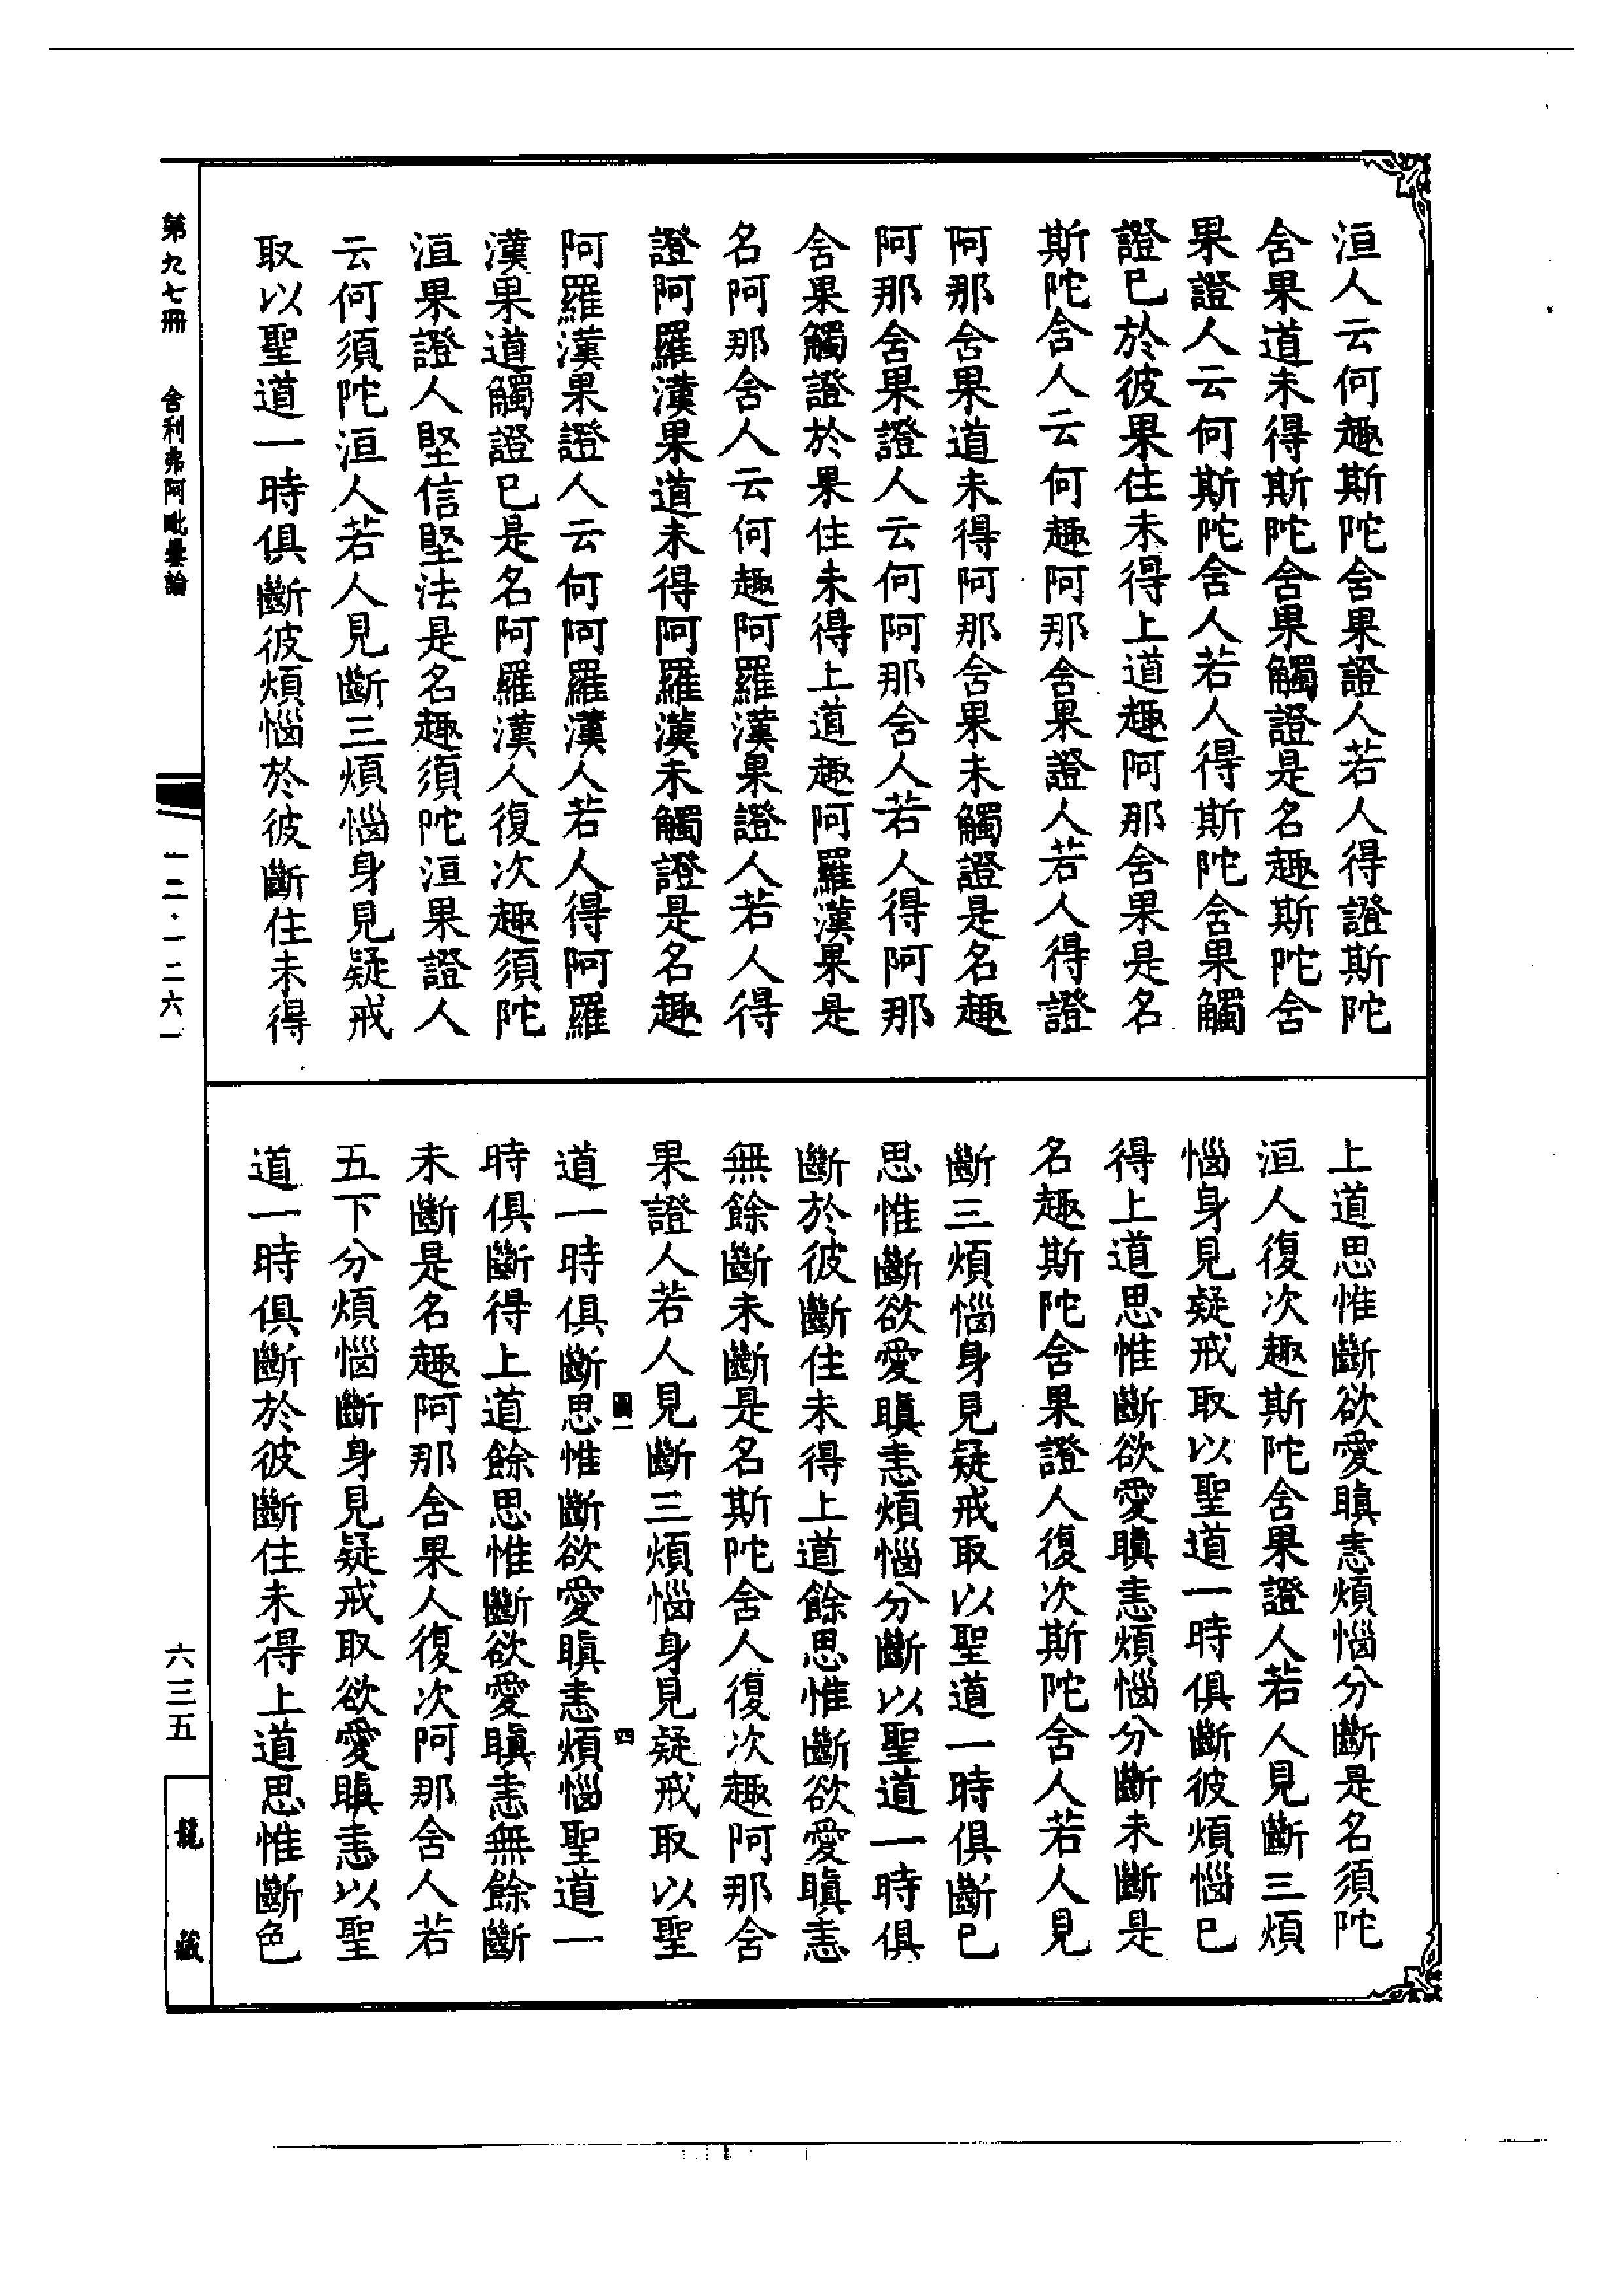 洹人云何趣斯陀舍果證人若人得證斯陀
舍果道未得斯陀舍果觸證是名趣斯陀舍
果證人云何斯陀舍人若人得斯陀舍果觸
證已於彼果住未得上道趣阿那舍果是名
斯陀舍人云何趣阿那舍果證人若人得證
阿那舍果道未得阿那舍果未觸證是名趣
阿那舍果證人云何阿那舍人若人得阿那
舍果觸證於果住未得上道趣阿羅漢果是
名阿那舍人云何趣阿羅漢果證人若人得
證阿羅漢果道未得阿羅漢未觸證是名趣
阿羅漢果證人云何阿羅漢人若人得阿羅
漢果道觸證已是名阿羅漢人復次趣須陀
洹果證人堅信堅法是名趣須陀洹果證人
云何須陀洹人若人見斷三煩惱身見疑戒
取以聖道一時俱斷彼煩惱於彼斷住未得
上道思惟斷欲愛瞋恚煩惱分斷是名須陀
洹人復次趣斯陀舍果證人若人見斷三煩
惱身見疑戒取以聖道一時俱斷彼煩惱已
得上道思惟斷欲愛瞋恚煩惱分斷未斷是
名趣斯陀舍果證人復次斯陀舍人若人見
斷三煩惱身見疑戒取以聖道一時俱斷已
思惟斷欲愛瞋恚煩惱分斷以聖道一時俱
斷於彼斷住未得上道餘思惟斷欲愛瞋恚
無餘斷未斷是名斯陀舍人復次趣阿那舍
果證人若人見斷三煩惱身見疑戒取以聖
道一時俱斷思惟斷欲愛瞋恚煩惱聖道一
時俱斷得上道餘思惟斷欲愛瞋恚無餘斷
未斷是名趣阿那舍果人復次阿那舍人若
五下分煩惱斷身見疑戒取欲愛瞋恚以聖
道一時俱斷於彼斷住未得上道思惟斷色
第九七冊 舍利弗阿毗曇論
一二·一二六一
六三五
龍藏
圖一
四